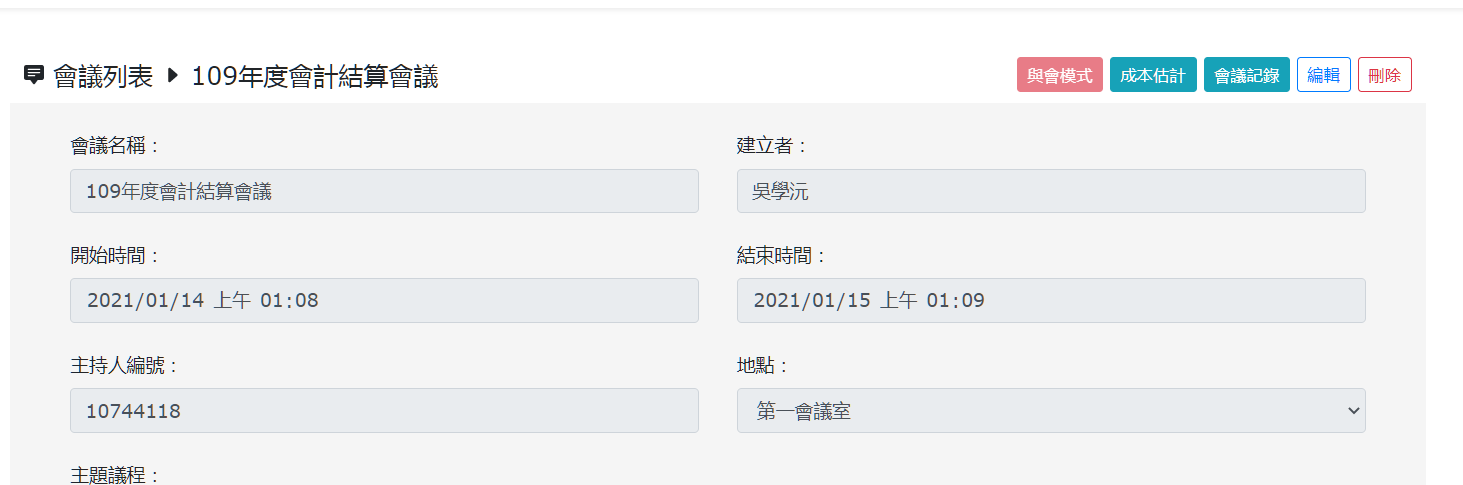 會議列表 ▶ 109年度會計結算會議 與會模式 成本估計 會議記錄 編輯 刪除
會議名稱： 建立者：
109年度會計結算會議 吳學沅
開始時間： 結束時間：
2021/01/14 上午 01:08 2021/01/15 上午 01:09
主持人編號： 地點：
10744118 第一會議室
主題議程：